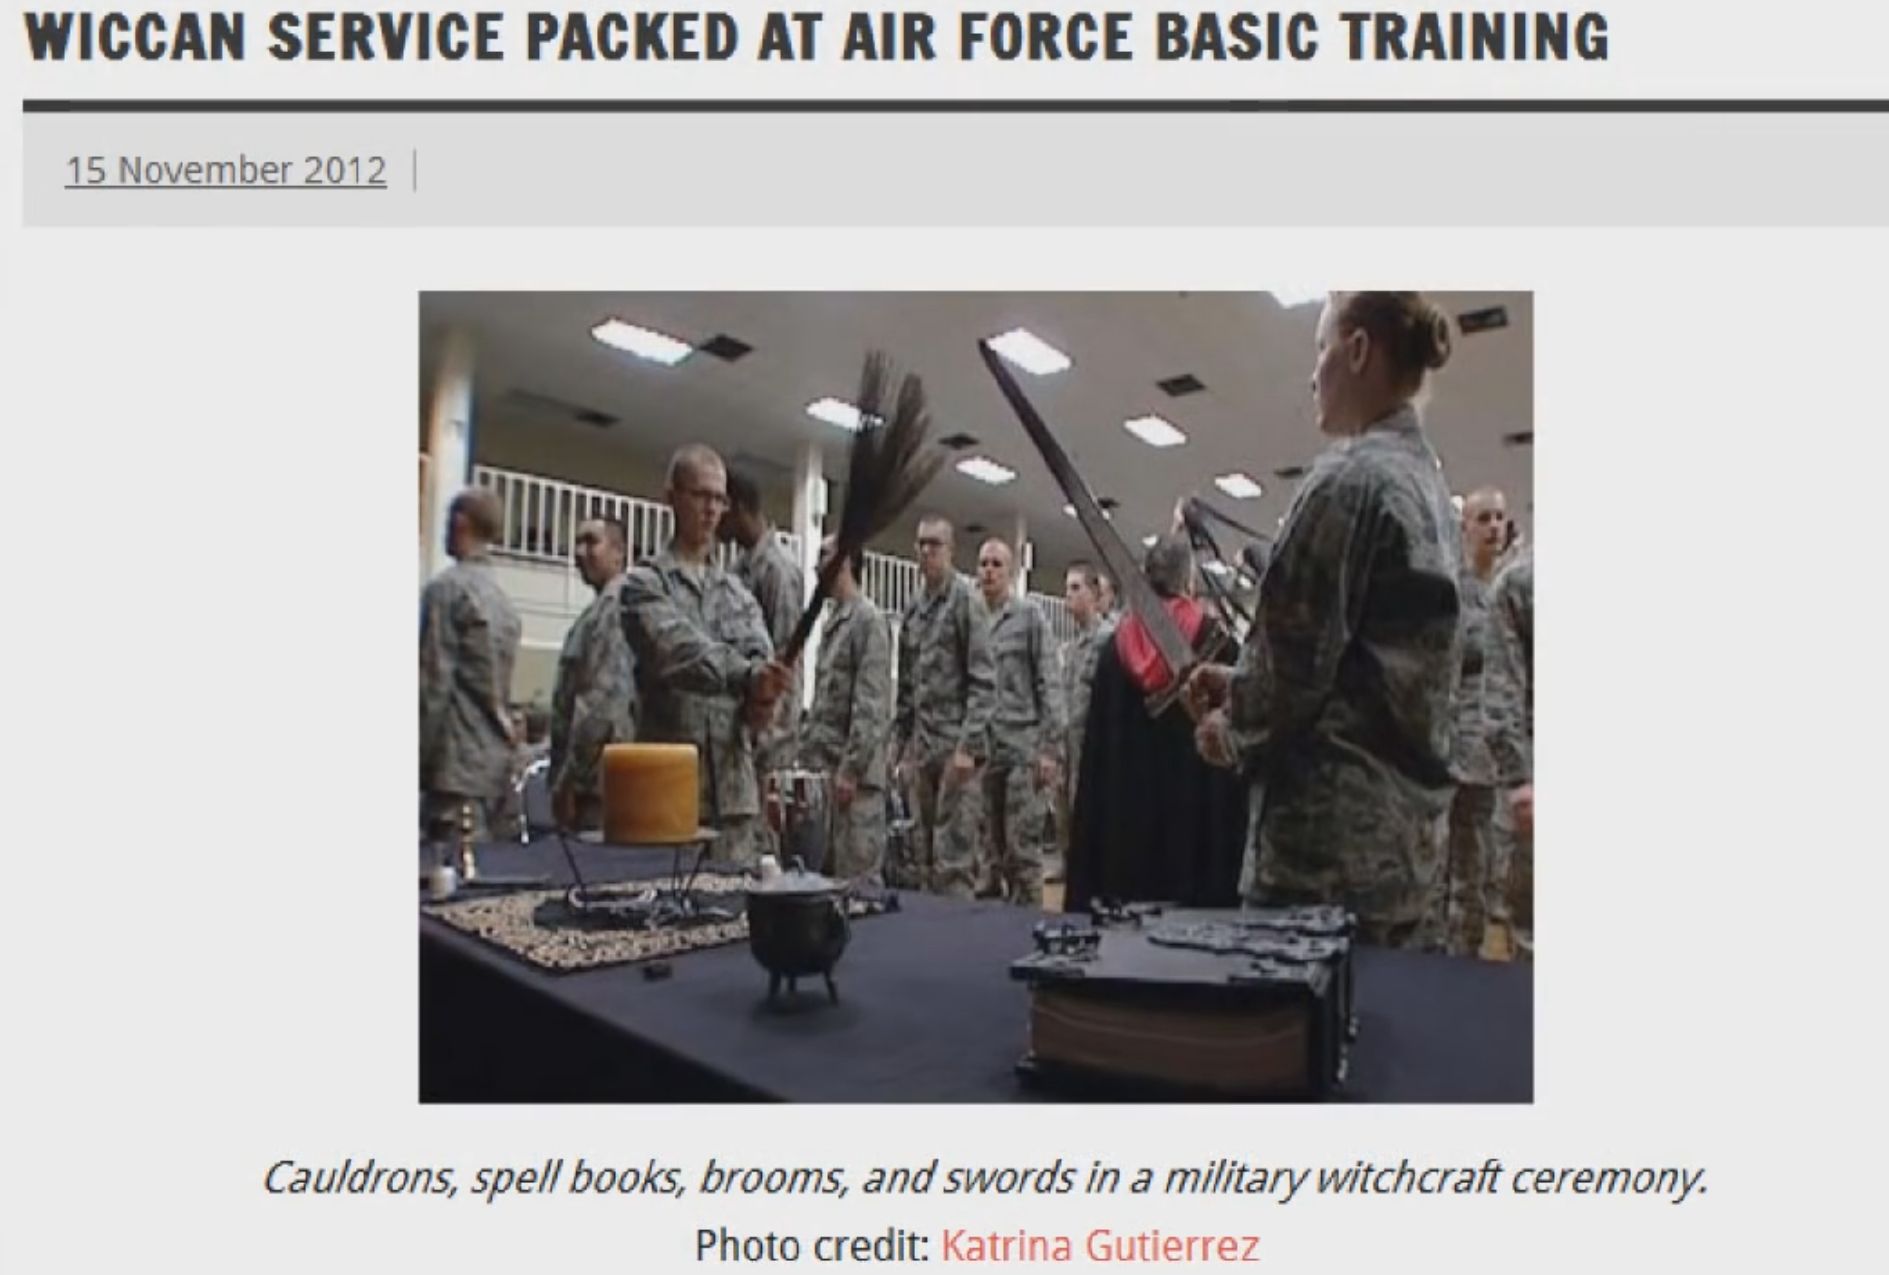 WICCAN SERVICE PACKED AT AIR FORCE BASIC TRAINING
15 November 2012
Cauldrons, spell books, brooms, and swords in a military witchcraft ceremony.
Photo credit: Katrina Gutierrez